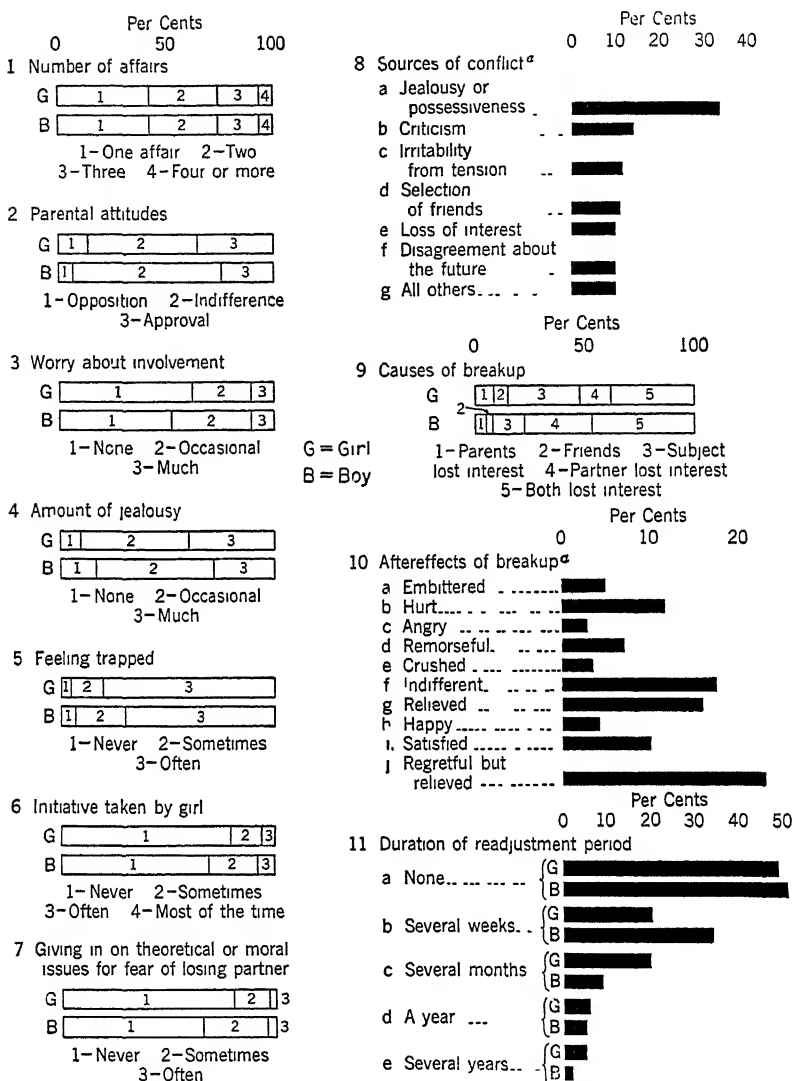 Per Cents
0 50 100
1 Number of affairs
G 1 2 3 4
B 1 2 3 4
1-One affair 2-Two
3-Three 4-Four or more
2 Parental attitudes
G 1 2 3
B 1 2 3
1-Opposition 2-Indifference
3-Approval
3 Worry about involvement
G 1 2 3
B 1 2 3
1-None 2-Occasional
3-Much
4 Amount of jealousy
G 1 2 3
B 1 2 3
1-None 2-Occasional
3-Much
5 Feeling trapped
G 1 2 3
B 1 2 3
1-Never 2-Sometimes
3-Often
6 Initiative taken by girl
G 1 2 3
B 1 2 3
1-Never 2-Sometimes
3-Often 4-Most of the time
7 Giving in on theoretical or moral
issues for fear of losing partner
G 1 2 3
B 1 2 3
1-Never 2-Sometimes
3-Often
G = Girl
B = Boy
Per Cents
0 10 20 30 40
8 Sources of conflict a
a Jealousy or
possessiveness
b Criticism
c Irritability
from tension
d Selection
of friends
e Loss of interest
f Disagreement about
the future
g All others
Per Cents
0 50 100
9 Causes of breakup
G 1 2 3 4 5
2
B 1 3 4 5
1-Parents 2-Friends 3-Subject
lost interest 4-Partner lost interest
5-Both lost interest
Per Cents
0 10 20
10 Aftereffects of breakup a
a Embittered
b Hurt
c Angry
d Remorseful
e Crushed
f Indifferent
g Relieved
h Happy
i. Satisfied
j Regretful but
relieved
Per Cents
0 10 20 30 40 50
11 Duration of readjustment period
a None G
B
b Several weeks G
B
c Several months G
B
d A year G
B
e Several years G
B